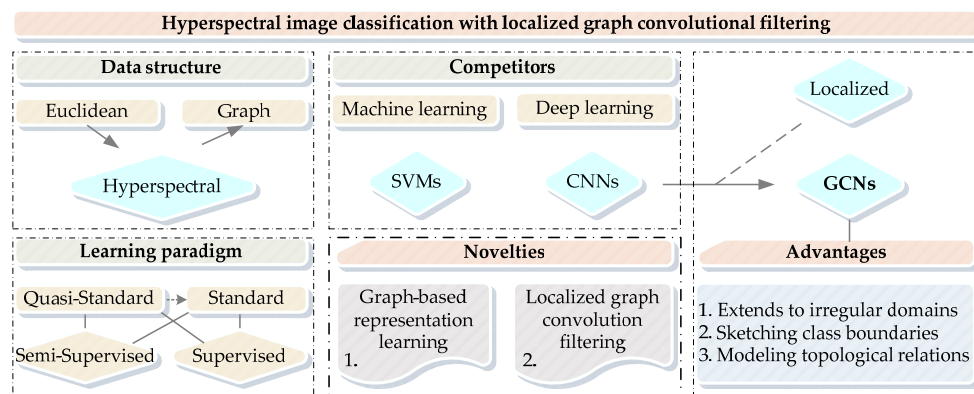 Hyperspectral image classification with localized graph convolutional filtering
Data structure
Euclidean
Graph
Hyperspectral
Competitors
Machine learning
Deep learning
SVMs
CNNs
Localized
GCNs
Learning paradigm
Quasi-Standard
Standard
Semi-Supervised
Supervised
Novelties
Graph-based
representation
learning
1.
Localized graph
convolution
filtering
2.
Advantages
1. Extends to irregular domains
2. Sketching class boundaries
3. Modeling topological relations